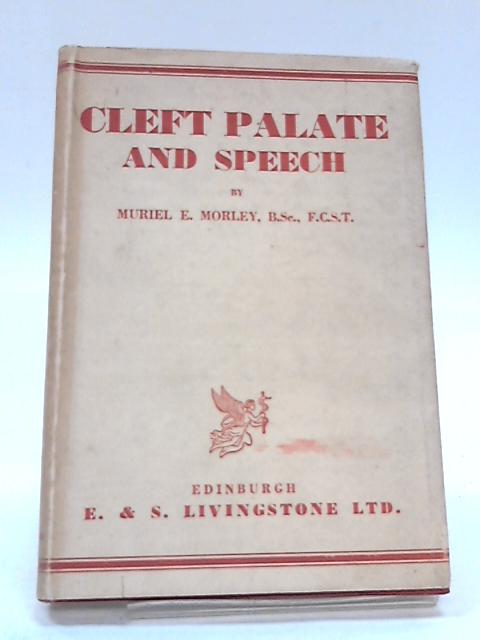 CLEFT PALATE
AND SPEECH
BY
MURIEL E. MORLEY, B.Sc., F.C.S.T.
EDINBURGH
E. & S. LIVINGSTONE LTD.